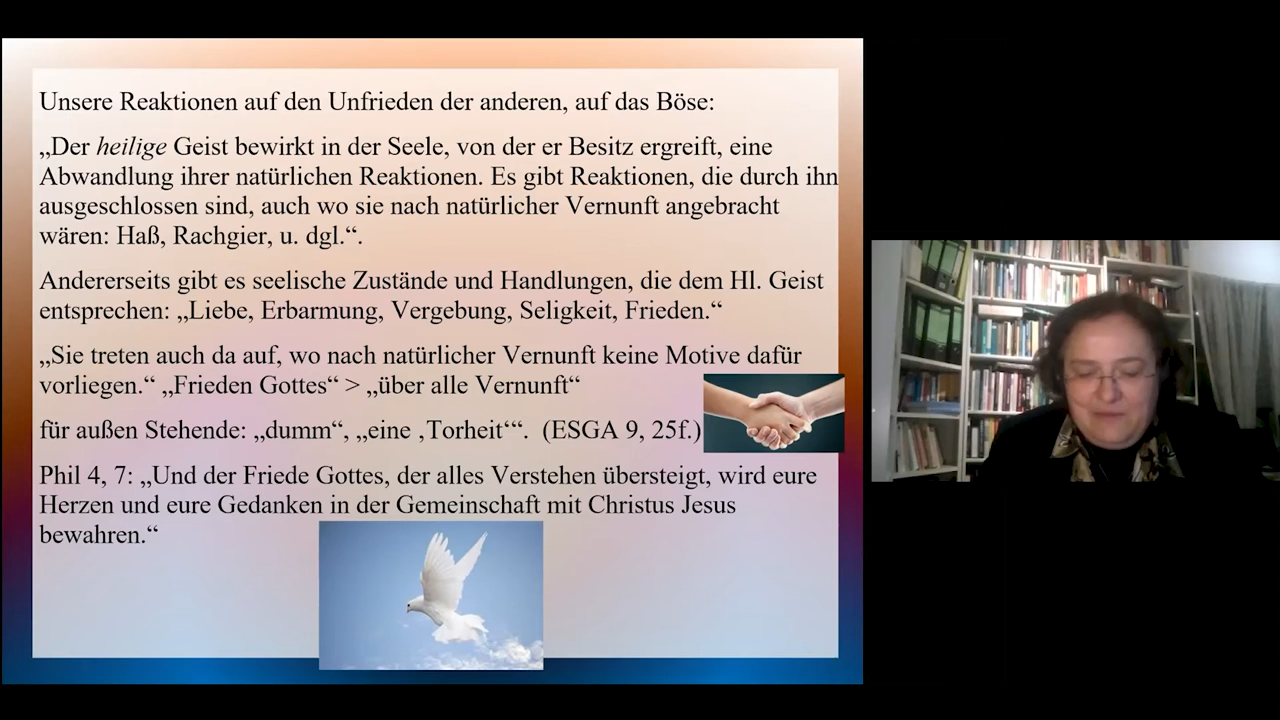 Unsere Reaktionen auf den Unfrieden der anderen, auf das Böse:
„Der heilige Geist bewirkt in der Seele, von der er Besitz ergreift, eine
Abwandlung ihrer natürlichen Reaktionen. Es gibt Reaktionen, die durch ihn
ausgeschlossen sind, auch wo sie nach natürlicher Vernunft angebracht
wären: Haß, Rachgier, u. dgl.“.
Andererseits gibt es seelische Zustände und Handlungen, die dem Hl. Geist
entsprechen: „Liebe, Erbarmung, Vergebung, Seligkeit, Frieden.“
„Sie treten auch da auf, wo nach natürlicher Vernunft keine Motive dafür
vorliegen.“ „Frieden Gottes“ > „über alle Vernunft“
für außen Stehende: „dumm“, „eine ‚Torheit‘“. (ESGA 9, 25f.)
Phil 4, 7: „Und der Friede Gottes, der alles Verstehen übersteigt, wird eure
Herzen und eure Gedanken in der Gemeinschaft mit Christus Jesus
bewahren.“